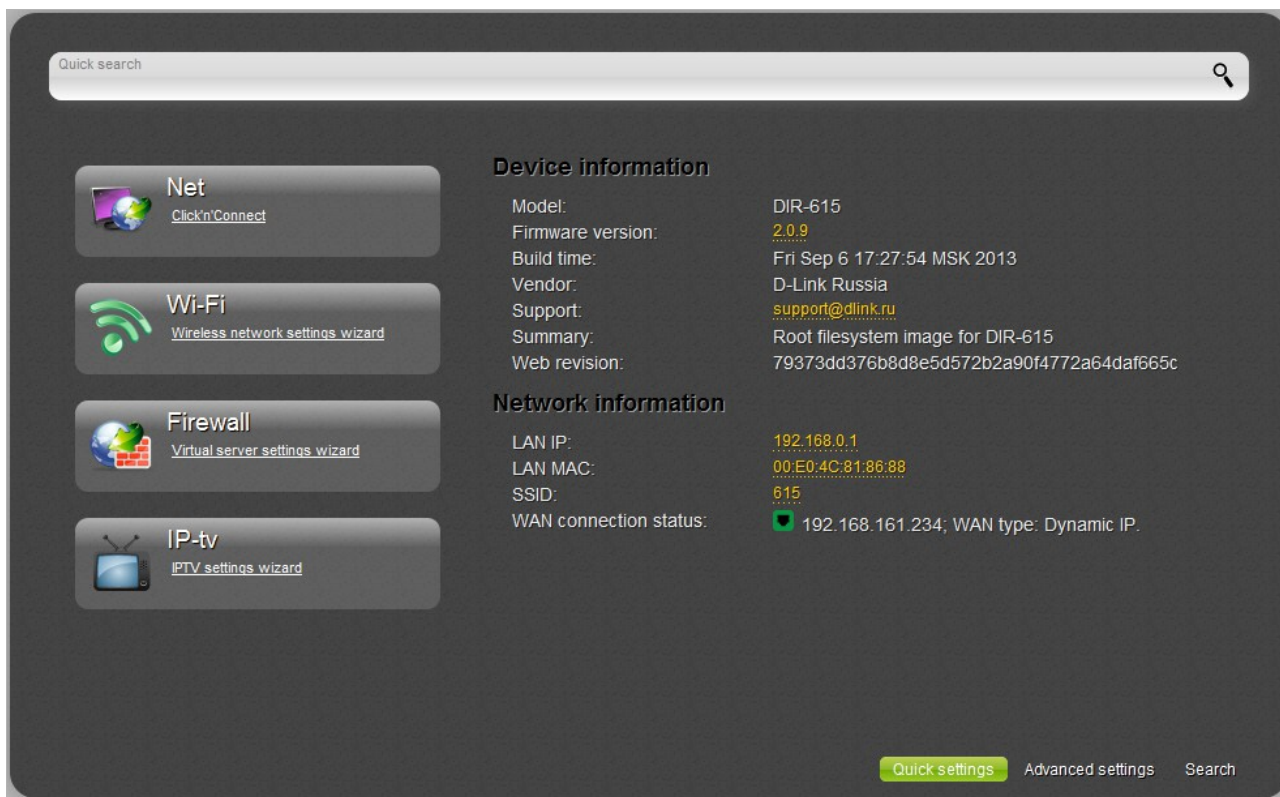 Quick search
Net
Click'n'Connect
Wi-Fi
Wireless network settings wizard
Firewall
Virtual server settings wizard
IP-tv
IPTV settings wizard
Device information
Model: DIR-615
Firmware version: 2.0.9
Build time: Fri Sep 6 17:27:54 MSK 2013
Vendor: D-Link Russia
Support: support@dlink.ru
Summary: Root filesystem image for DIR-615
Web revision: 79373dd376b8d8e5d572b2a90f4772a64daf665c
Network information
LAN IP: 192.168.0.1
LAN MAC: 00:E0:4C:81:86:88
SSID: 615
WAN connection status: 192.168.161.234; WAN type: Dynamic IP.
Quick settings Advanced settings Search